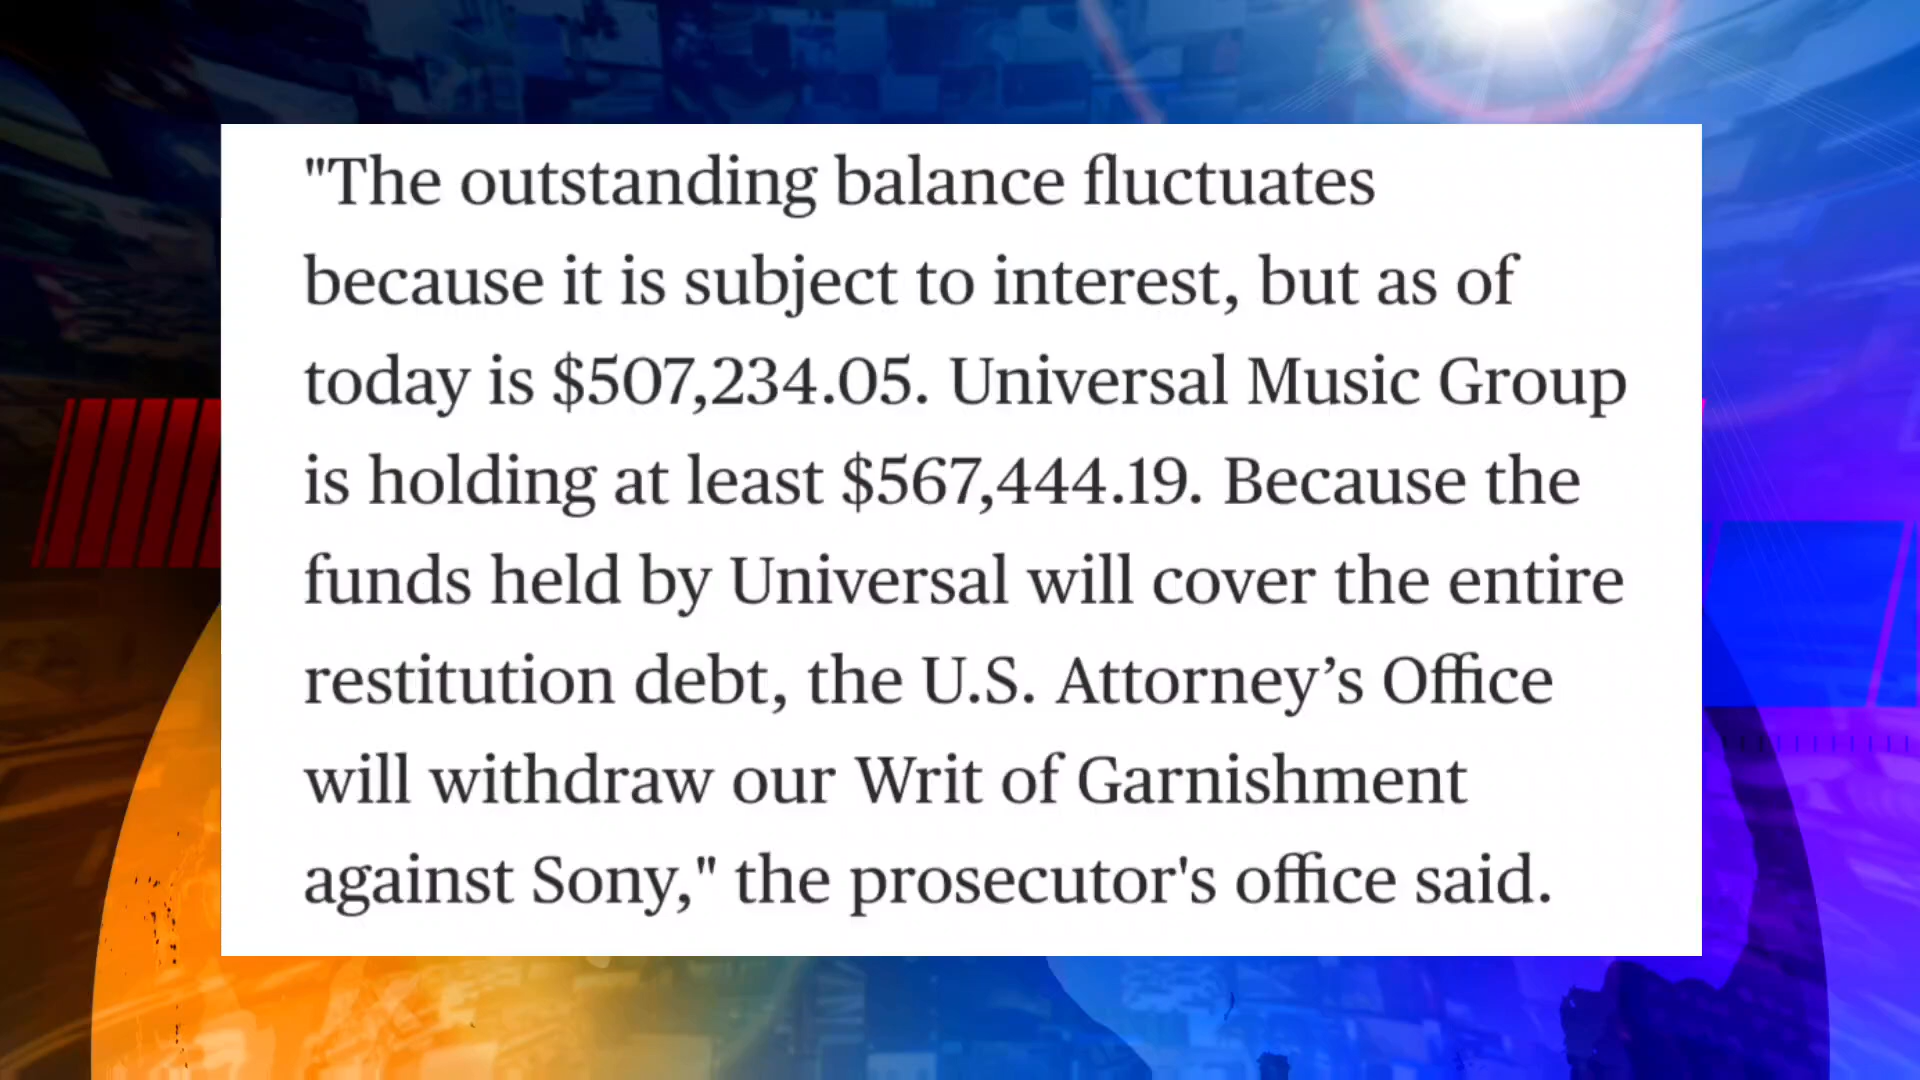 "The outstanding balance fluctuates
because it is subject to interest, but as of
today is $507,234.05. Universal Music Group
is holding at least $567,444.19. Because the
funds held by Universal will cover the entire
restitution debt, the U.S. Attorney’s Office
will withdraw our Writ of Garnishment
against Sony," the prosecutor's office said.